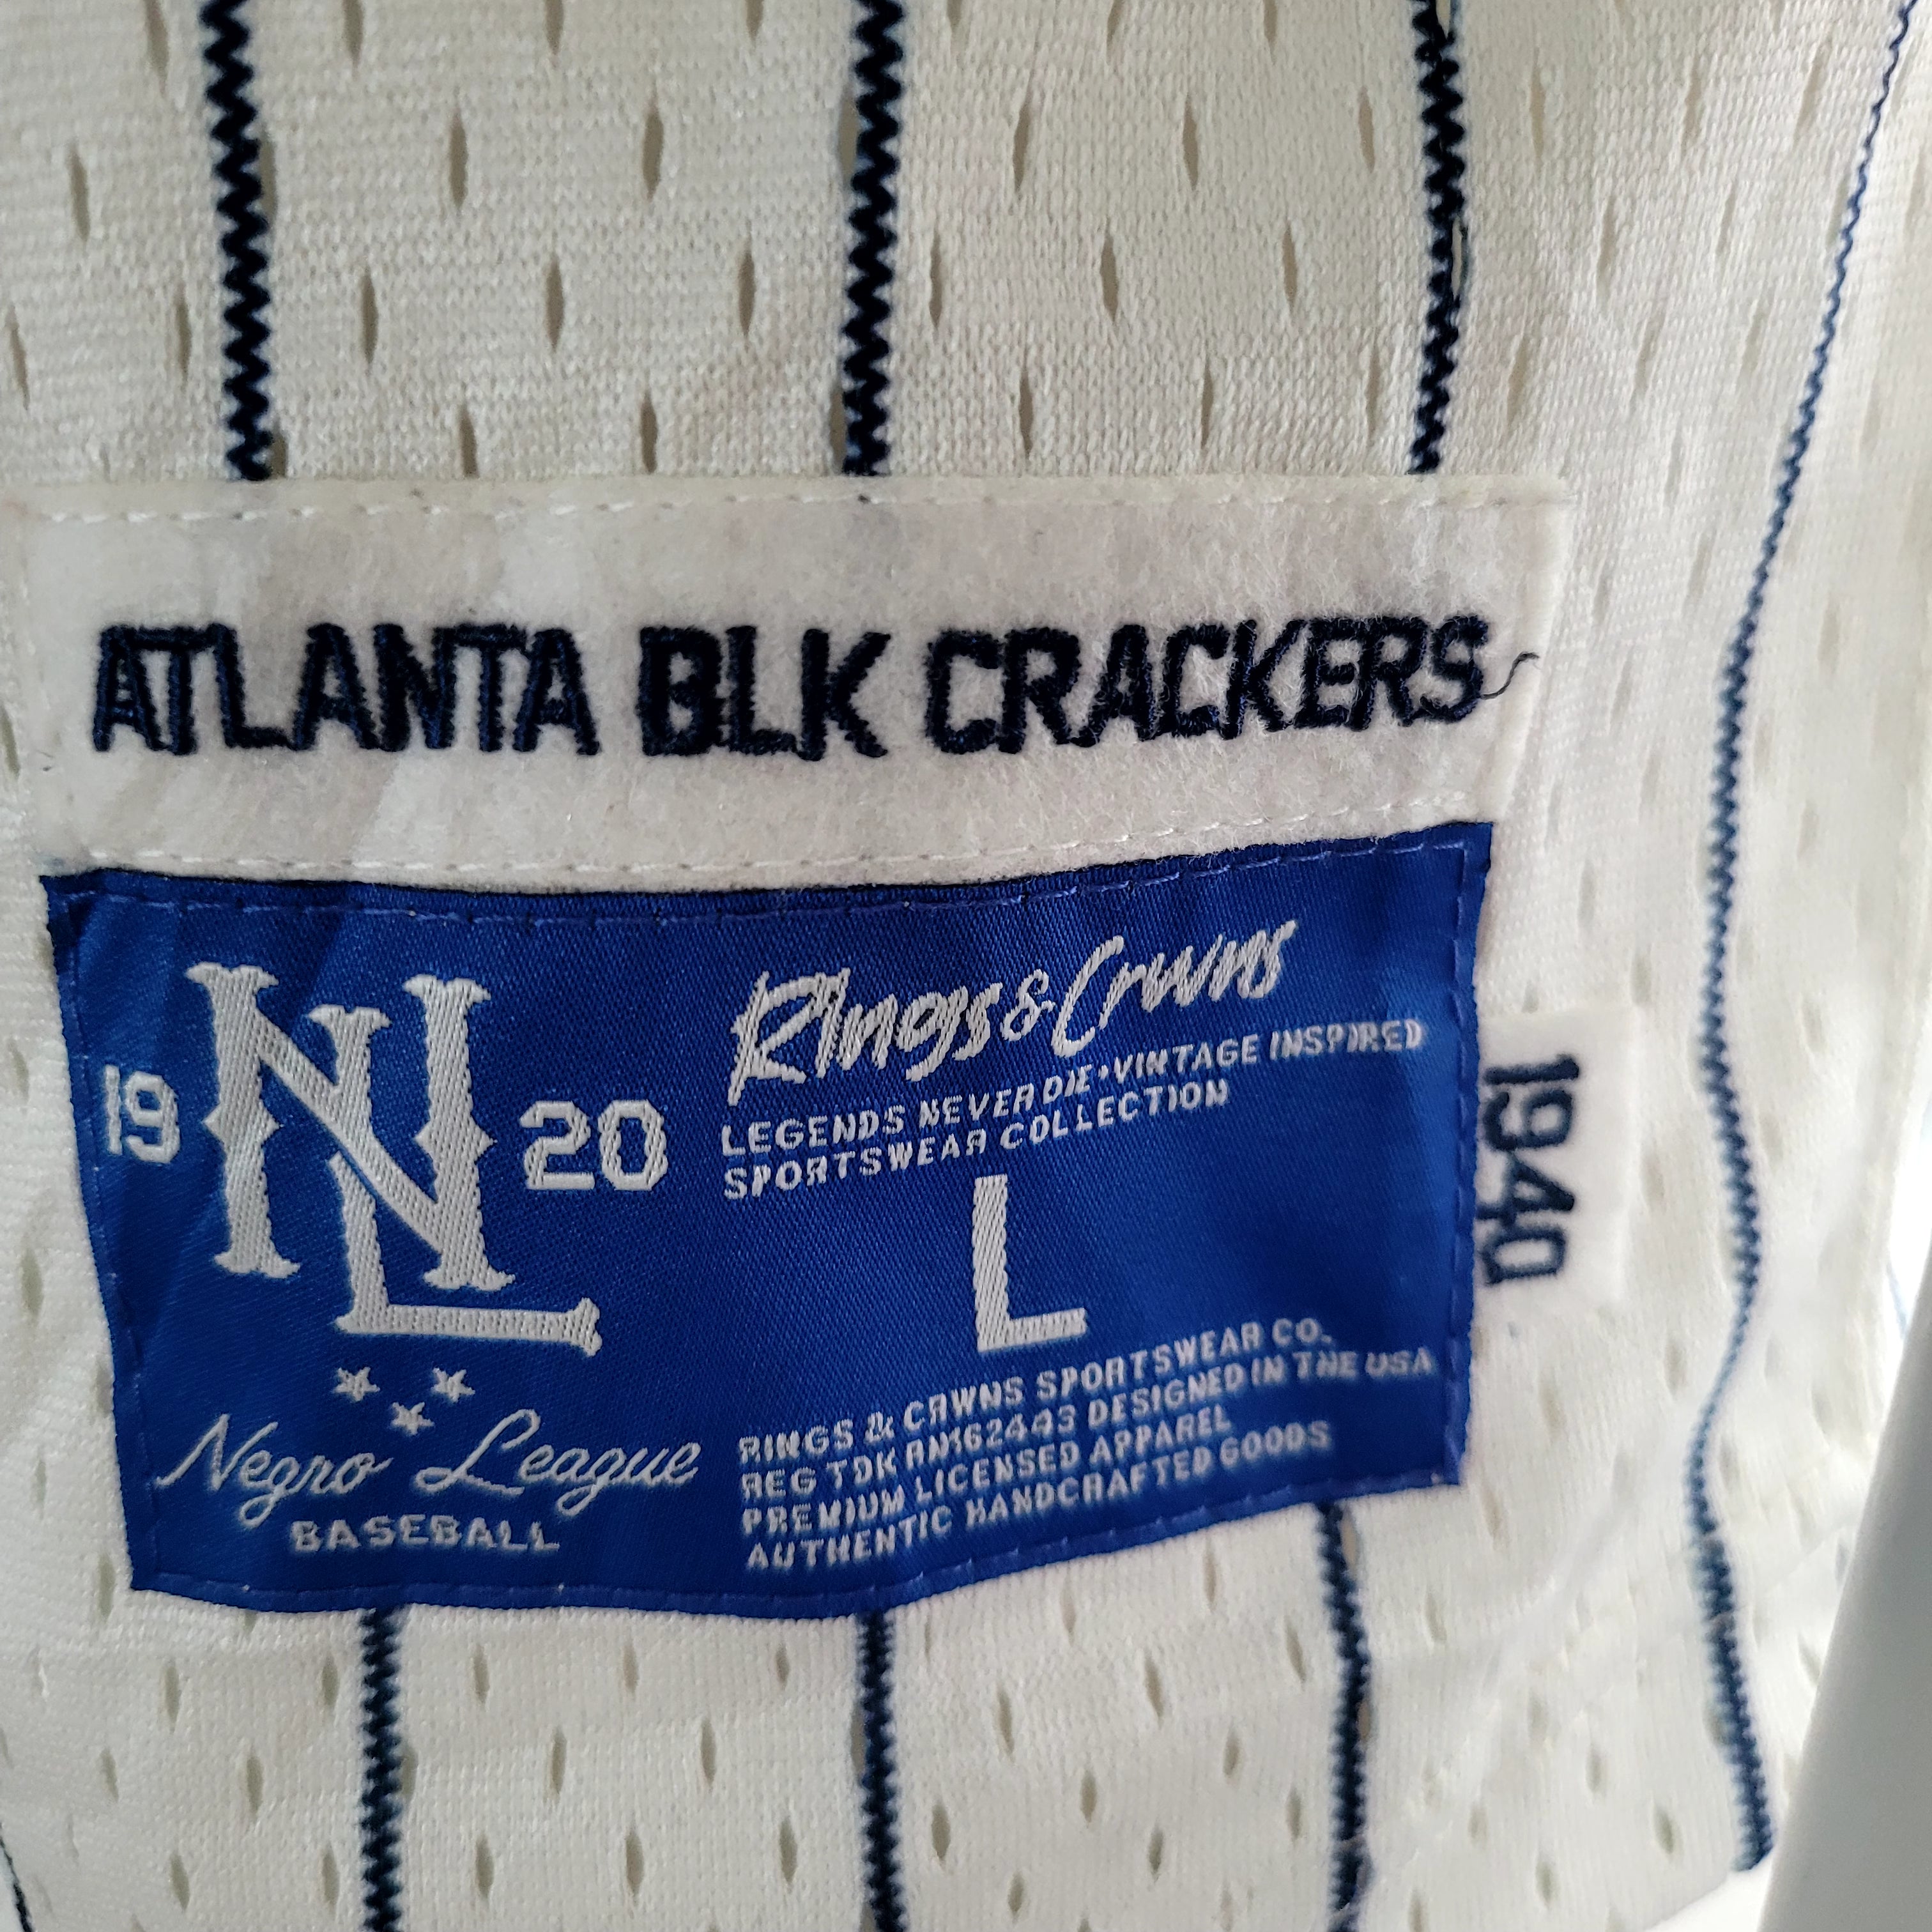 ATLANTA BLK CRACKERS
19 NL 20
Negro League
BASEBALL
Rings & Crwns
LEGENDS NEVER DIE • VINTAGE INSPIRED
SPORTSWEAR COLLECTION
L
RINGS & CRWNS SPORTSWEAR CO.
REG TDK RN162443 DESIGNED IN THE USA
PREMIUM LICENSED APPAREL
AUTHENTIC HANDCRAFTED GOODS
1940